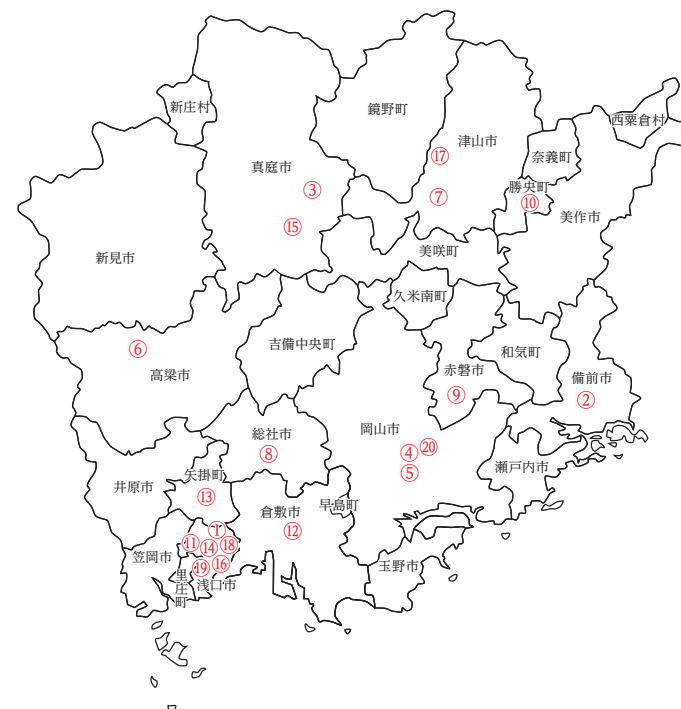 新庄村
鏡野町
西粟倉村
津山市
奈義町
真庭市
⑰
③
⑦
勝央町
⑩
美作市
⑮
美咲町
新見市
久米南町
吉備中央町
和気町
⑥
高梁市
赤磐市
⑨
備前市
②
岡山市
総社市
④
⑳
⑧
⑤
瀬戸内市
矢掛町
井原市
⑬
早島町
倉敷市
⑫
①
⑪
⑭
⑱
笠岡市
⑲
⑯
玉野市
里庄町
浅口市